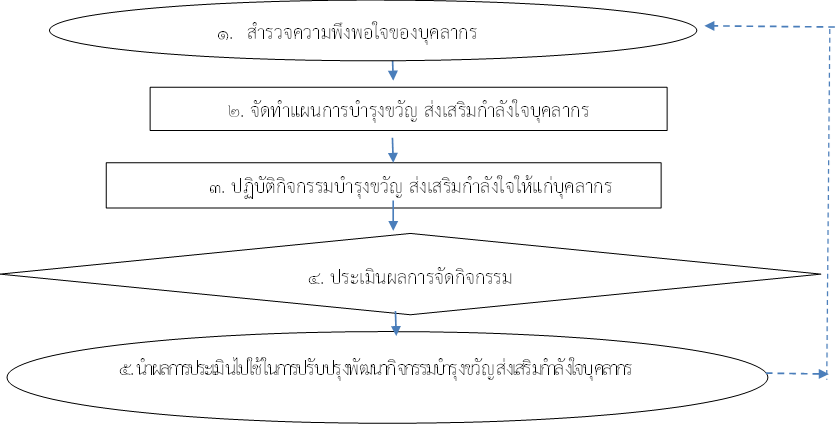 ๑. สำรวจความพึงพอใจของบุคลากร
๒. จัดทำแผนการบำรุงขวัญ ส่งเสริมกำลังใจบุคลากร
๓. ปฏิบัติกิจกรรมบำรุงขวัญ ส่งเสริมกำลังใจให้แก่บุคลากร
๔. ประเมินผลการจัดกิจกรรม
๕. นำผลการประเมินไปใช้ในการปรับปรุงพัฒนากิจกรรมบำรุงขวัญ ส่งเสริมกำลังใจบุคลากร